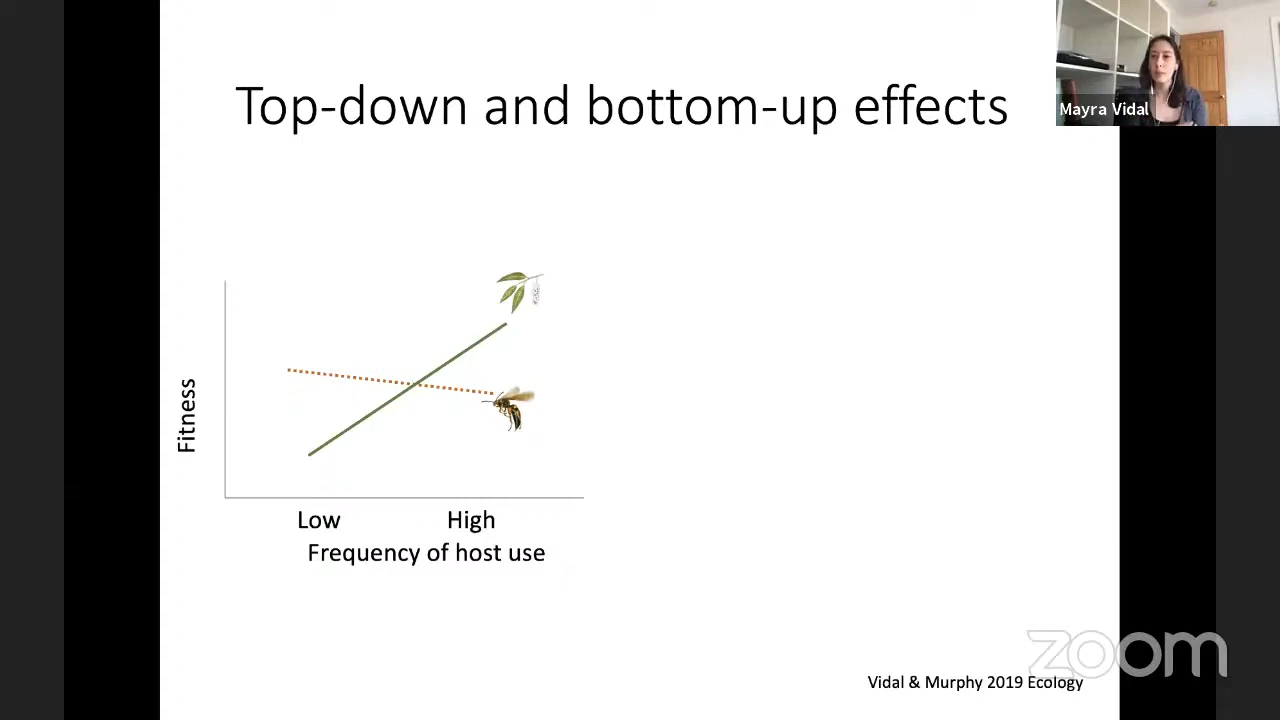 Top-down and bottom-up effects
Mayra Vidal
Fitness
Low High
Frequency of host use
zoom
Vidal & Murphy 2019 Ecology